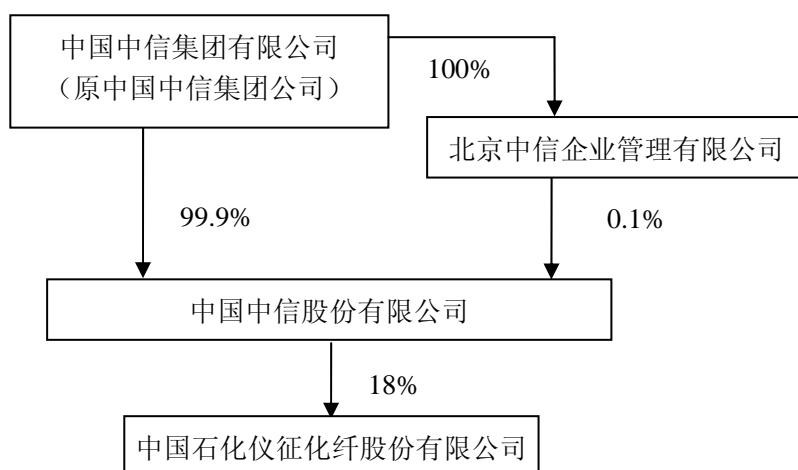 中国中信集团有限公司
（原中国中信集团公司）
100%
北京中信企业管理有限公司
99.9%
0.1%
中国中信股份有限公司
18%
中国石化仪征化纤股份有限公司